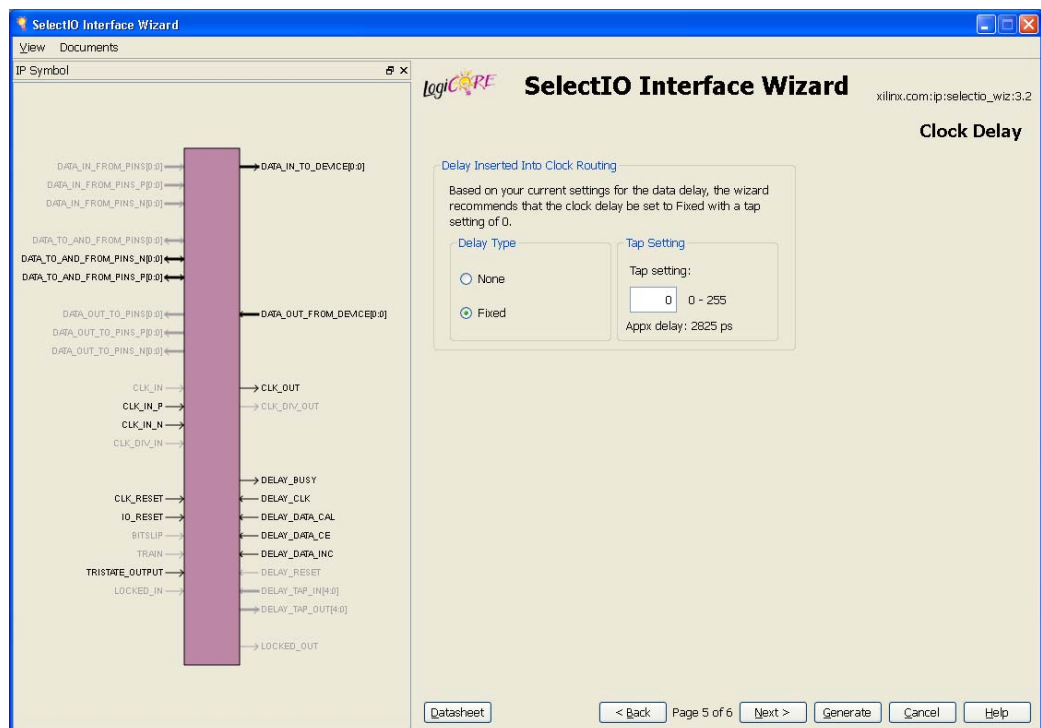 SelectIO Interface Wizard
View Documents
IP Symbol
DATA_IN_FROM_PINS[0:0]
DATA_IN_FROM_PINS_P[0:0]
DATA_IN_FROM_PINS_N[0:0]
DATA_TO_AND_FROM_PINS[0:0]
DATA_TO_AND_FROM_PINS_N[0:0]
DATA_TO_AND_FROM_PINS_P[0:0]
DATA_OUT_TO_PINS[0:0]
DATA_OUT_TO_PINS_P[0:0]
DATA_OUT_TO_PINS_N[0:0]
CLK_IN
CLK_IN_P
CLK_IN_N
CLK_DIV_IN
CLK_RESET
IO_RESET
BITSLIP
TRAIN
TRISTATE_OUTPUT
LOCKED_IN
DATA_IN_TO_DEVICE[0:0]
DATA_OUT_FROM_DEVICE[0:0]
CLK_OUT
CLK_DIV_OUT
DELAY_BUSY
DELAY_CLK
DELAY_DATA_CAL
DELAY_DATA_CE
DELAY_DATA_INC
DELAY_RESET
DELAY_TAP_IN[4:0]
DELAY_TAP_OUT[4:0]
LOCKED_OUT
logiCORE
SelectIO Interface Wizard
xilinx.com:ip:selectio_wiz:3.2
Clock Delay
Delay Inserted Into Clock Routing
Based on your current settings for the data delay, the wizard
recommends that the clock delay be set to Fixed with a tap
setting of 0.
Delay Type
None
Fixed
Tap Setting
Tap setting:
0 0 - 255
Appx delay: 2825 ps
Datasheet
< Back Page 5 of 6 Next > Generate Cancel Help